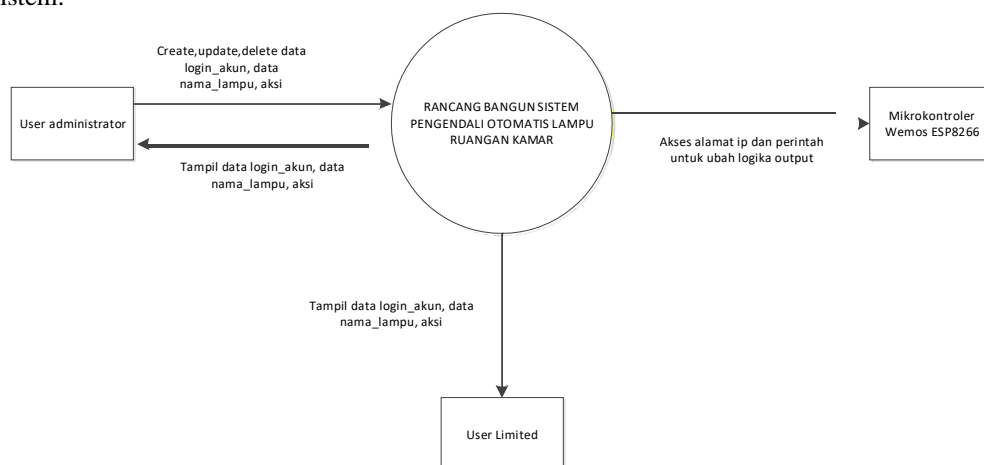 istem.
Create,update,delete data
login_akun, data
nama_lampu, aksi
User administrator
RANCANG BANGUN SISTEM
PENGENDALI OTOMATIS LAMPU
RUANGAN KAMAR
Mikrokontroler
Wemos ESP8266
Akses alamat ip dan perintah
untuk ubah logika output
Tampil data login_akun, data
nama_lampu, aksi
Tampil data login_akun, data
nama_lampu, aksi
User Limited